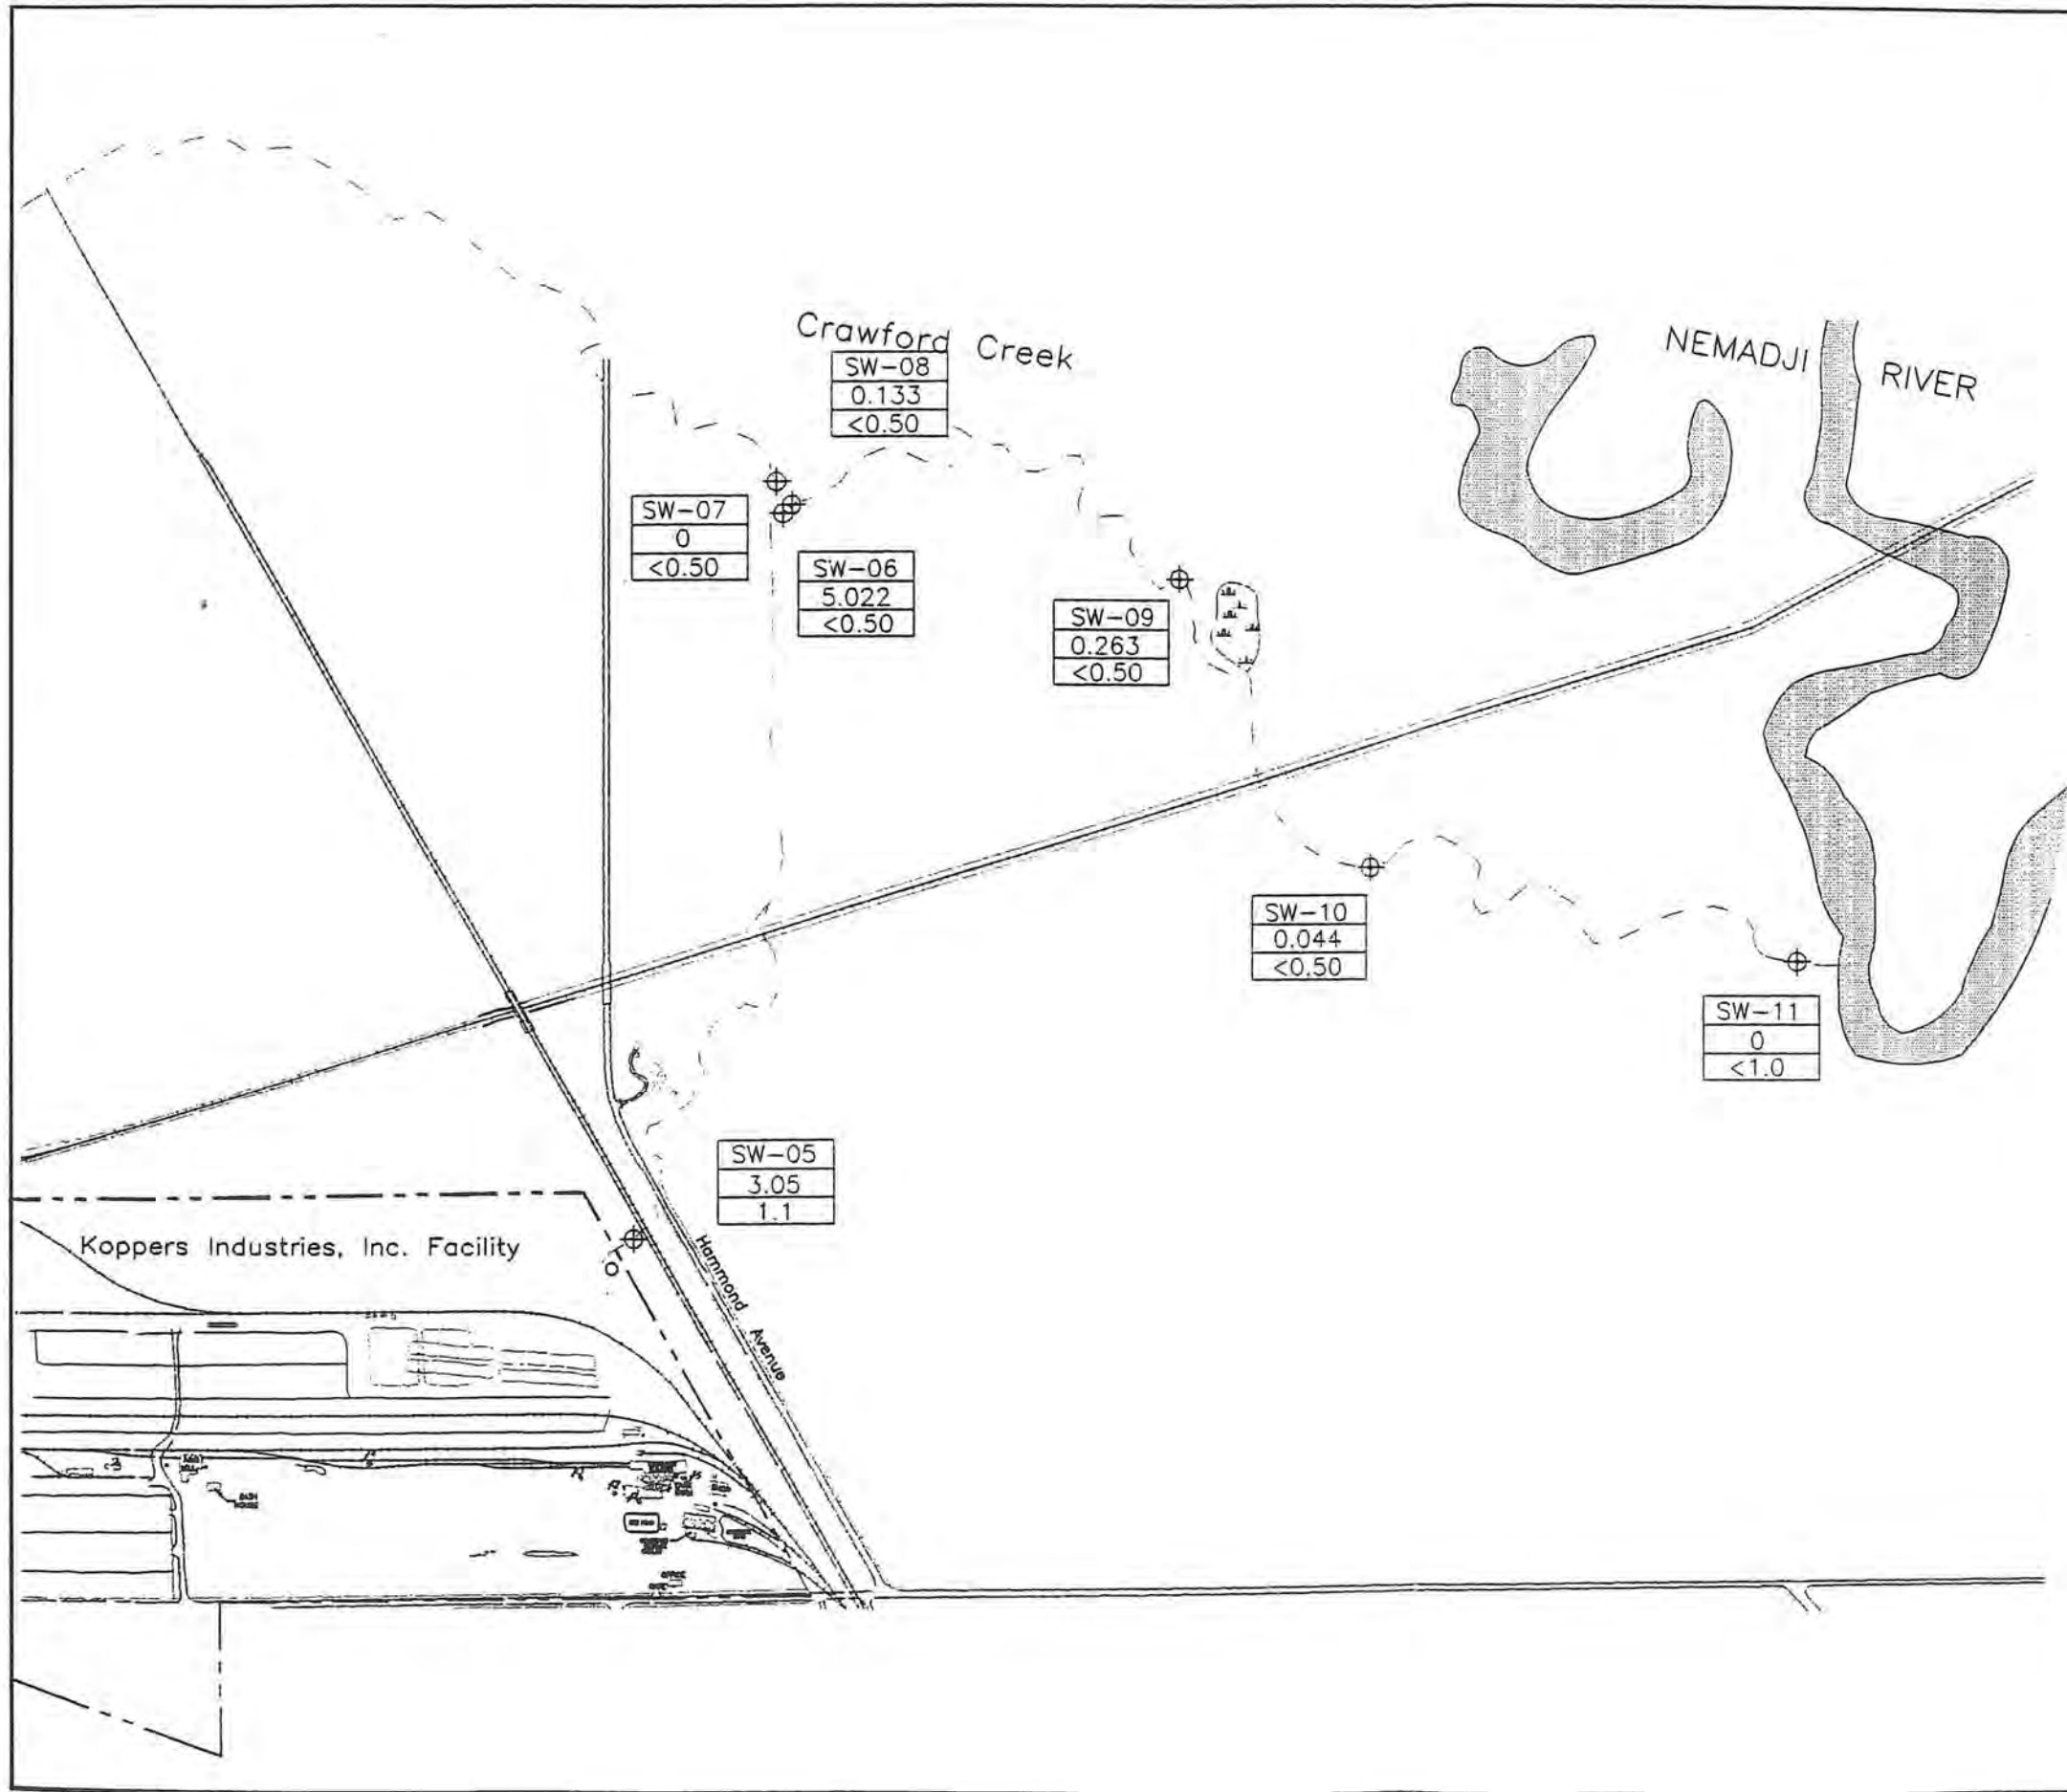 Crawford Creek
SW-08
0.133
<0.50
NEMADJI RIVER
SW-07
0
<0.50
SW-06
5.022
<0.50
SW-09
0.263
<0.50
SW-10
0.044
<0.50
SW-11
0
<1.0
SW-05
3.05
1.1
Koppers Industries, Inc. Facility
Hammond Avenue
OFFICE